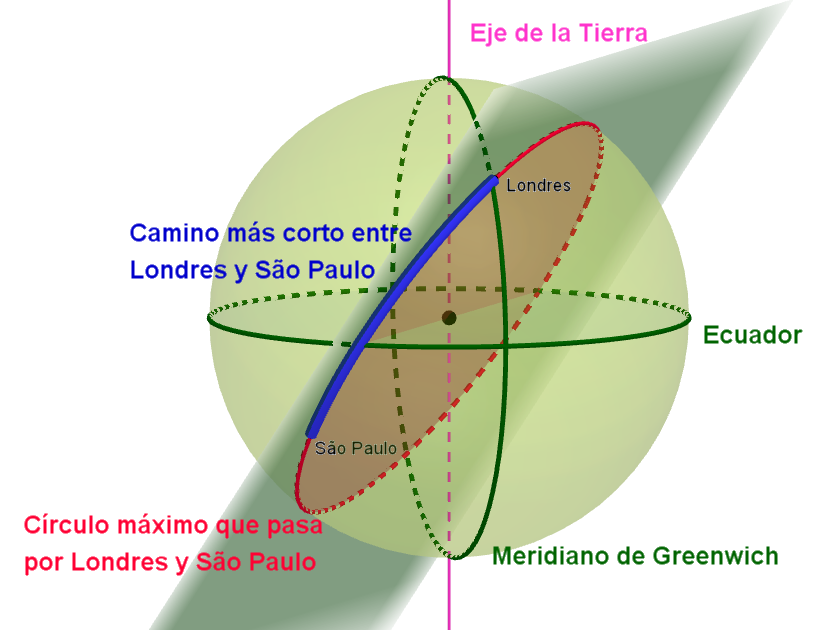 Eje de la Tierra
Londres
Camino más corto entre
Londres y São Paulo
Ecuador
São Paulo
Círculo máximo que pasa
por Londres y São Paulo
Meridiano de Greenwich